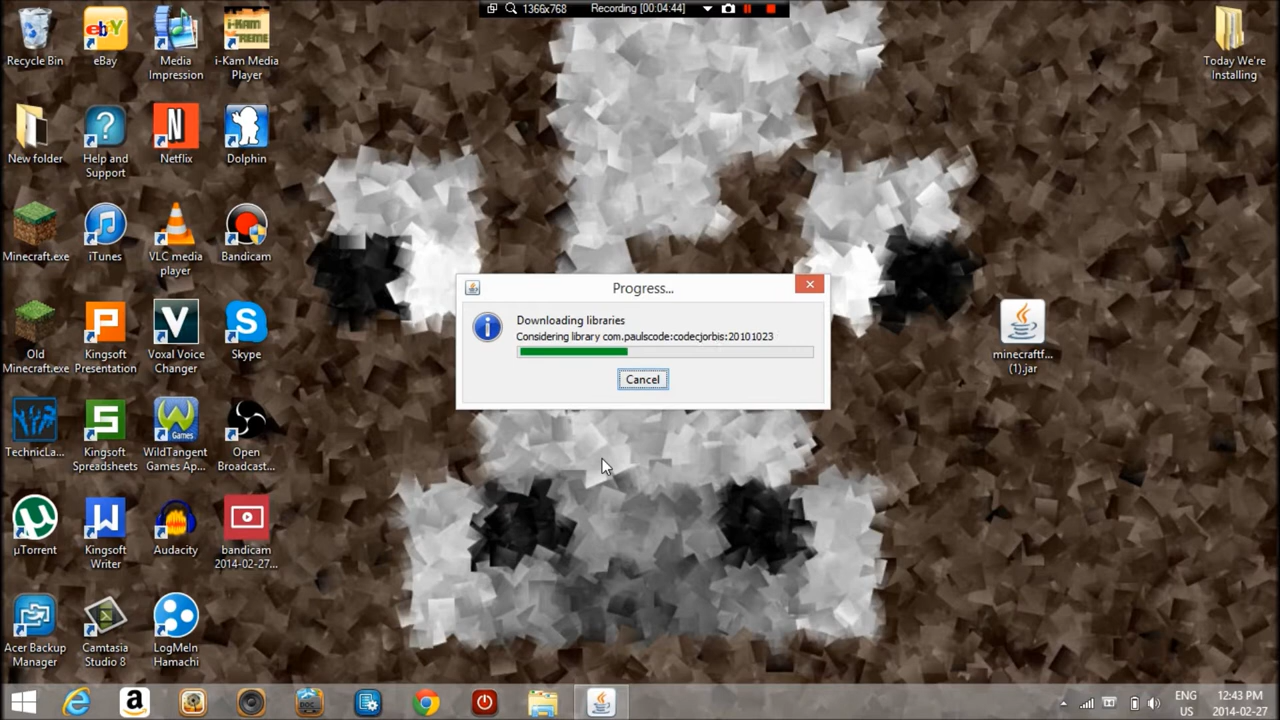 1366x768 Recording [00:04:44]
Recycle Bin
eBay
Media
Impression
i-Kam Media
Player
Today We're
Installing
New folder
Help and
Support
Netflix
Dolphin
Minecraft.exe
iTunes
VLC media
player
Bandicam
Progress...
Downloading libraries
Considering library com.paulscode:codecjorbis:20101023
Cancel
minecraftf...
(1).jar
Old
Minecraft.exe
Kingsoft
Presentation
Voxal Voice
Changer
Skype
TechnicLa...
Kingsoft
Spreadsheets
WildTangent
Games Ap...
Open
Broadcast...
µTorrent
Kingsoft
Writer
Audacity
bandicam
2014-02-27...
Acer Backup
Manager
Camtasia
Studio 8
LogMeIn
Hamachi
ENG
US
12:43 PM
2014-02-27